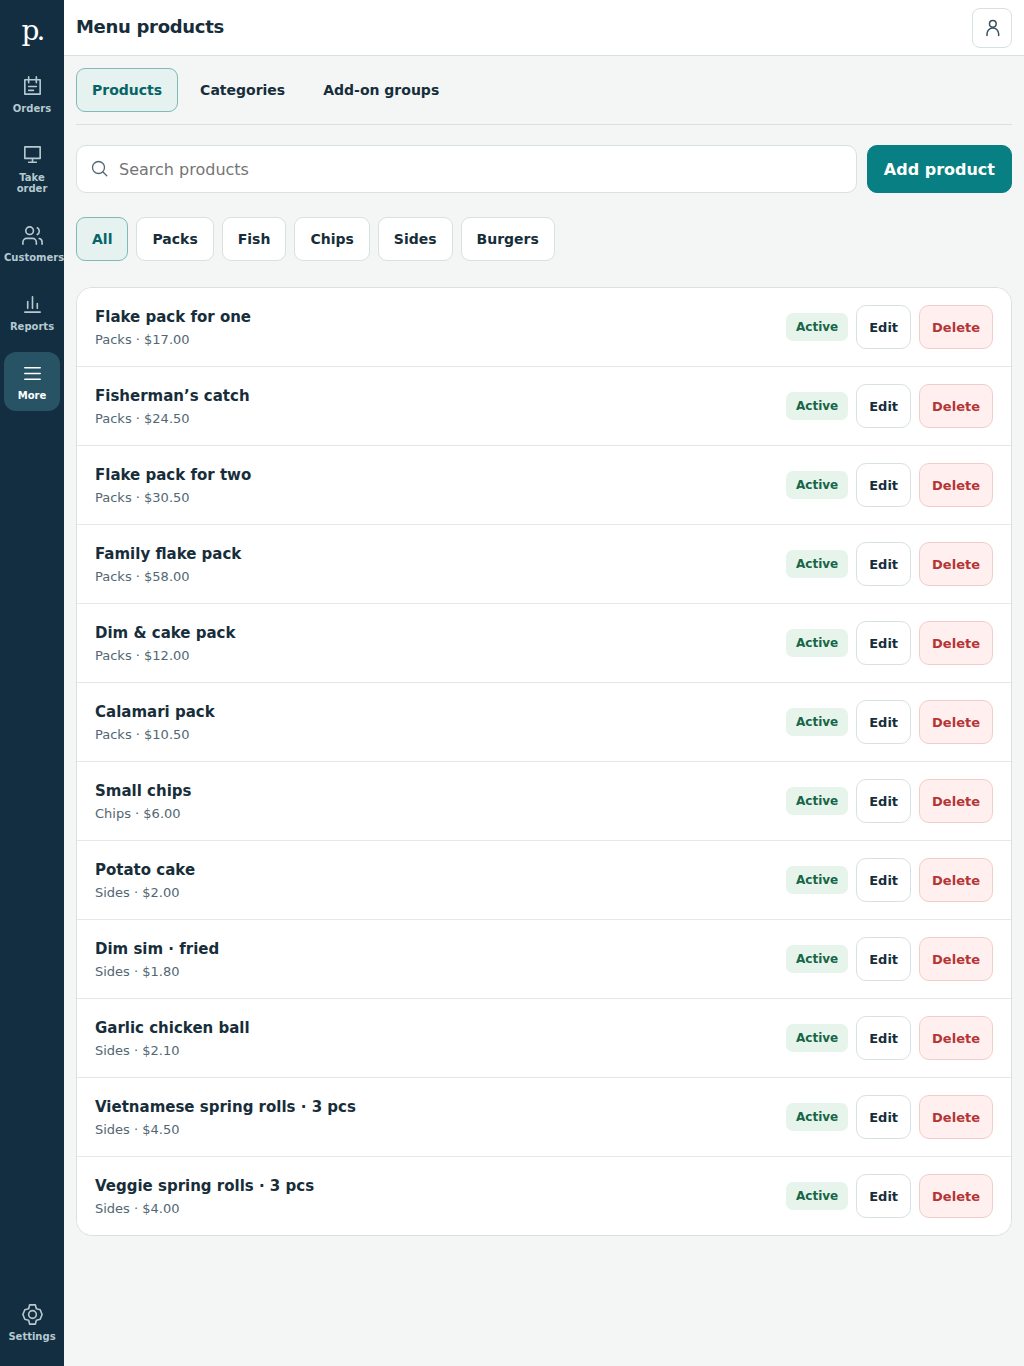 p.
Menu products
Orders
Take
order
Customers
Reports
More
Settings
Products
Categories
Add-on groups
Search products
Add product
All
Packs
Fish
Chips
Sides
Burgers
Flake pack for one
Packs · $17.00
Active
Edit
Delete
Fisherman’s catch
Packs · $24.50
Active
Edit
Delete
Flake pack for two
Packs · $30.50
Active
Edit
Delete
Family flake pack
Packs · $58.00
Active
Edit
Delete
Dim & cake pack
Packs · $12.00
Active
Edit
Delete
Calamari pack
Packs · $10.50
Active
Edit
Delete
Small chips
Chips · $6.00
Active
Edit
Delete
Potato cake
Sides · $2.00
Active
Edit
Delete
Dim sim · fried
Sides · $1.80
Active
Edit
Delete
Garlic chicken ball
Sides · $2.10
Active
Edit
Delete
Vietnamese spring rolls · 3 pcs
Sides · $4.50
Active
Edit
Delete
Veggie spring rolls · 3 pcs
Sides · $4.00
Active
Edit
Delete